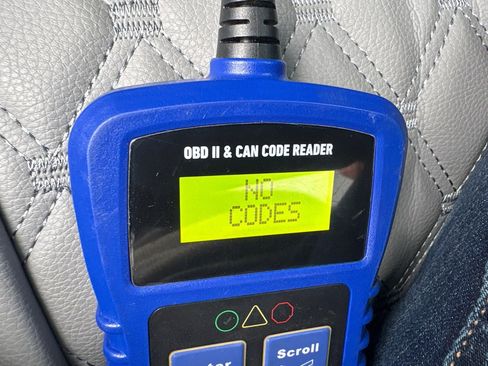 OBD II & CAN CODE READER
NO
CODES
Scroll